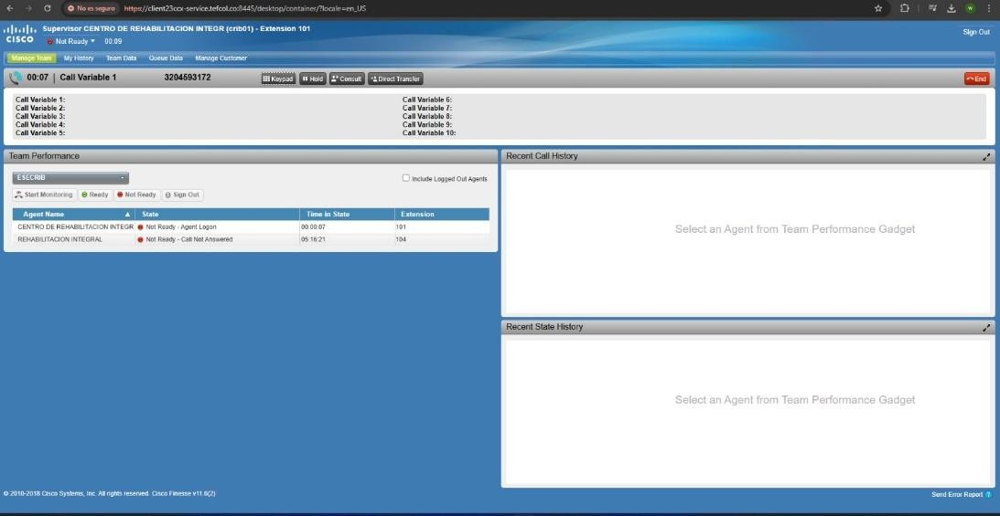 No es seguro https://client23ccx-service.tefcol.co:8445/desktop/container/?locale=en_US
CISCO
Supervisor CENTRO DE REHABILITACION INTEGR (crib01) - Extension 101
Sign Out
Not Ready 00:09
Manage Team My History Team Data Queue Data Manage Customer
00:07 | Call Variable 1 3204593172 Keypad Hold Consult Direct Transfer End
Call Variable 1: Call Variable 6:
Call Variable 2: Call Variable 7:
Call Variable 3: Call Variable 8:
Call Variable 4: Call Variable 9:
Call Variable 5: Call Variable 10:
Team Performance
ESECRIB
Include Logged Out Agents
Start Monitoring Ready Not Ready Sign Out
Agent Name State Time in State Extension
CENTRO DE REHABILITACION INTEGR Not Ready - Agent Logon 00:00:07 101
REHABILITACION INTEGRAL Not Ready - Call Not Answered 05:16:21 104
Recent Call History
Select an Agent from Team Performance Gadget
Recent State History
Select an Agent from Team Performance Gadget
© 2010-2018 Cisco Systems, Inc. All rights reserved. Cisco Finesse v11.6(2)
Send Error Report ?